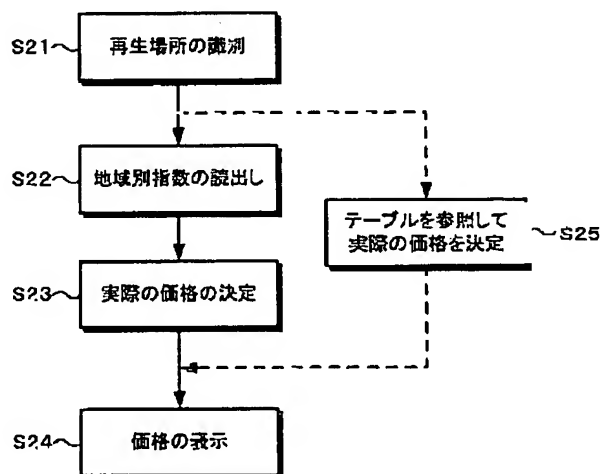 S21 再生場所の識別
S22 地域別指数の読出し
テーブルを参照して
実際の価格を決定 S25
S23 実際の価格の決定
S24 価格の表示